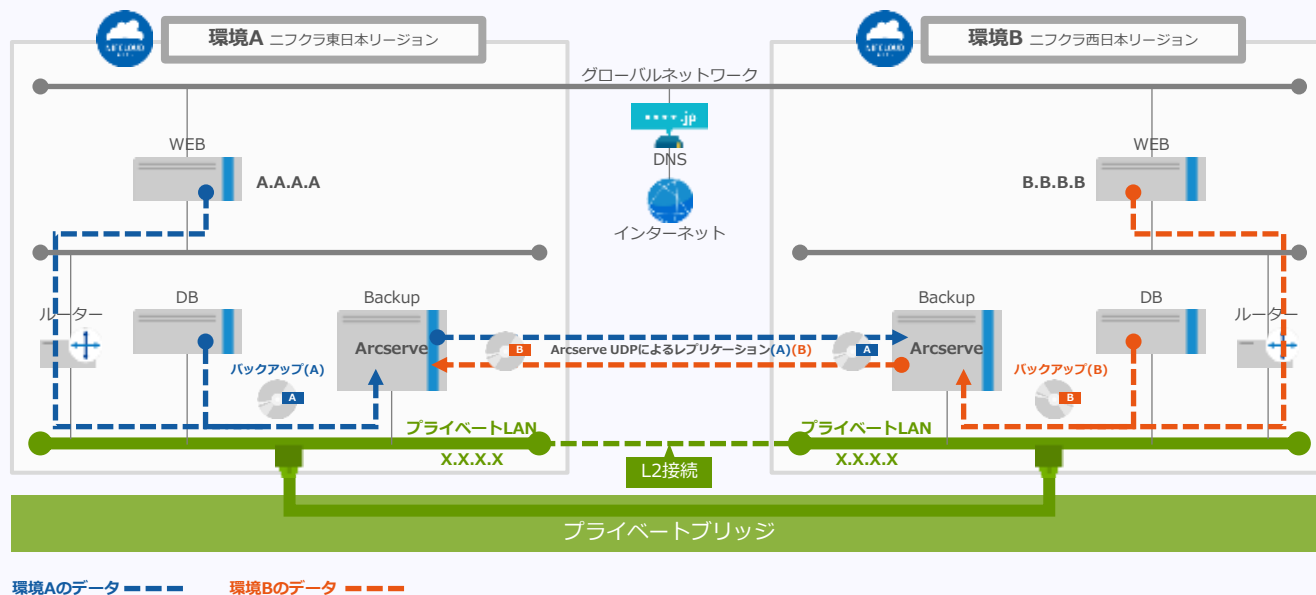 環境A ニフクラ東日本リージョン
環境B ニフクラ西日本リージョン
グローバルネットワーク
.jp
DNS
インターネット
WEB
A.A.A.A
WEB
B.B.B.B
ルーター
DB
Backup
Arcserve
バックアップ(A)
A
B
Arcserve UDPによるレプリケーション(A)(B)
A
Backup
Arcserve
DB
ルーター
バックアップ(B)
B
プライベートLAN
X.X.X.X
L2接続
プライベートLAN
X.X.X.X
プライベートブリッジ
環境Aのデータ
環境Bのデータ